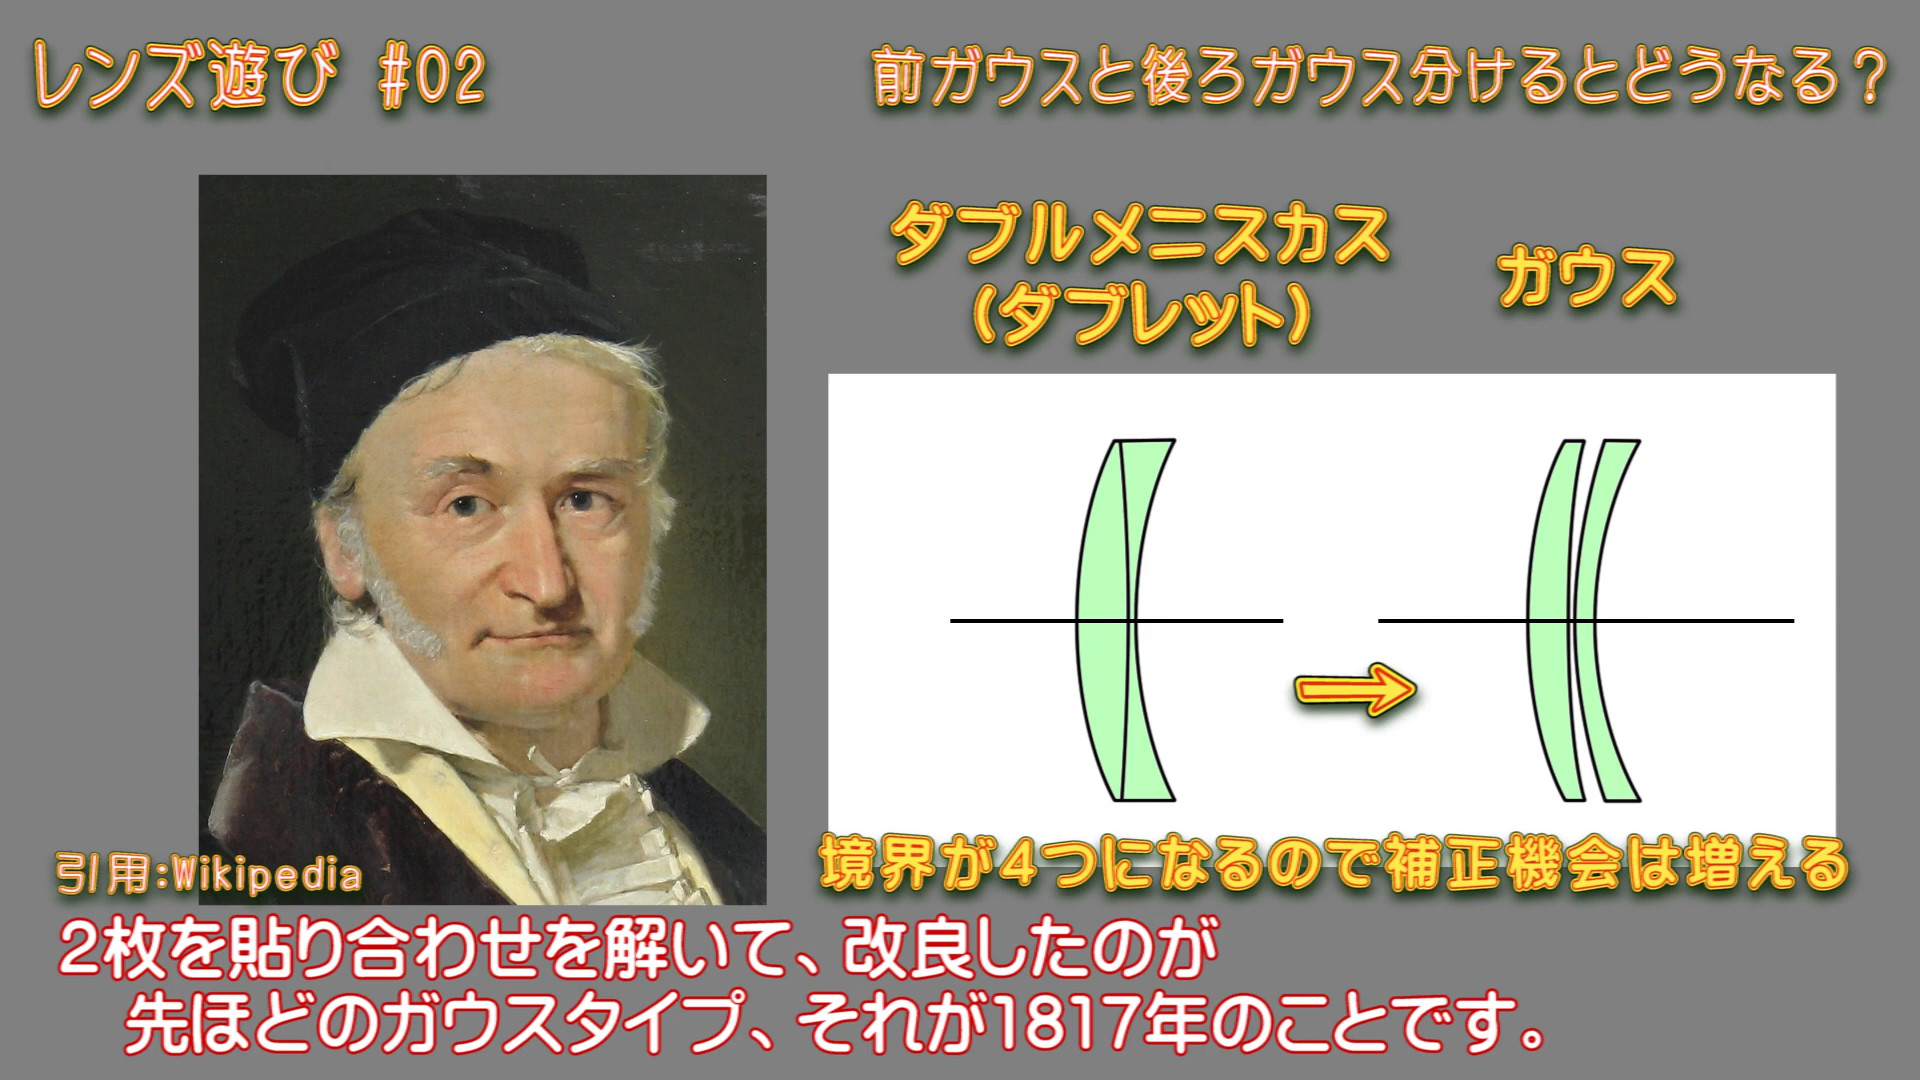 レンズ遊び #02
前ガウスと後ろガウス分けるとどうなる？
ダブルメニスカス
(ダブレット)
ガウス
境界が4つになるので補正機会は増える
引用:Wikipedia
2枚を貼り合わせを解いて、改良したのが
先ほどのガウスタイプ、それが1817年のことです。